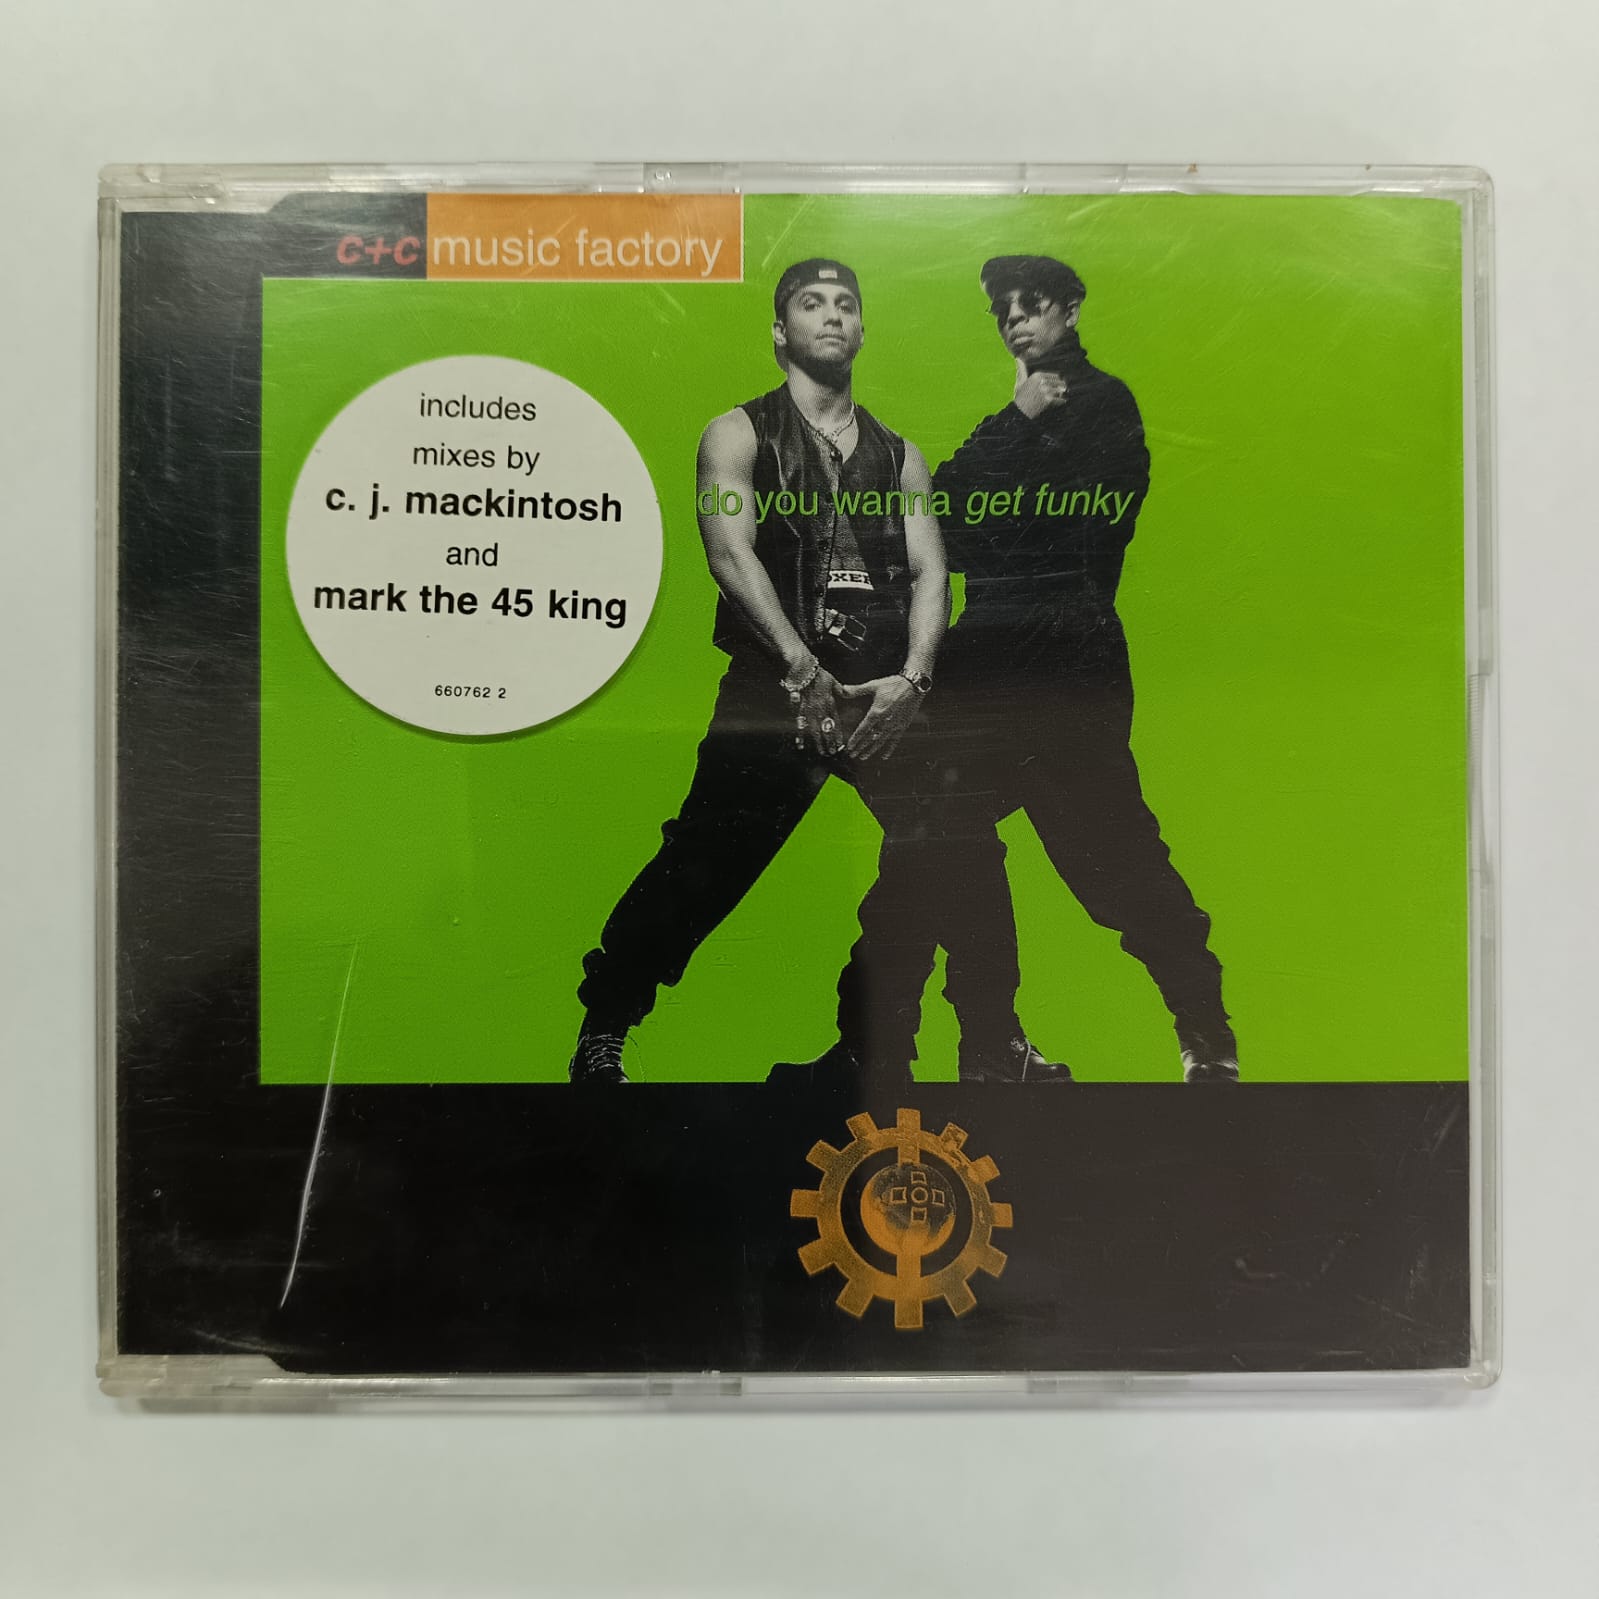 c+c music factory
includes
mixes by
c. j. mackintosh
and
mark the 45 king
660762 2
do you wanna get funky